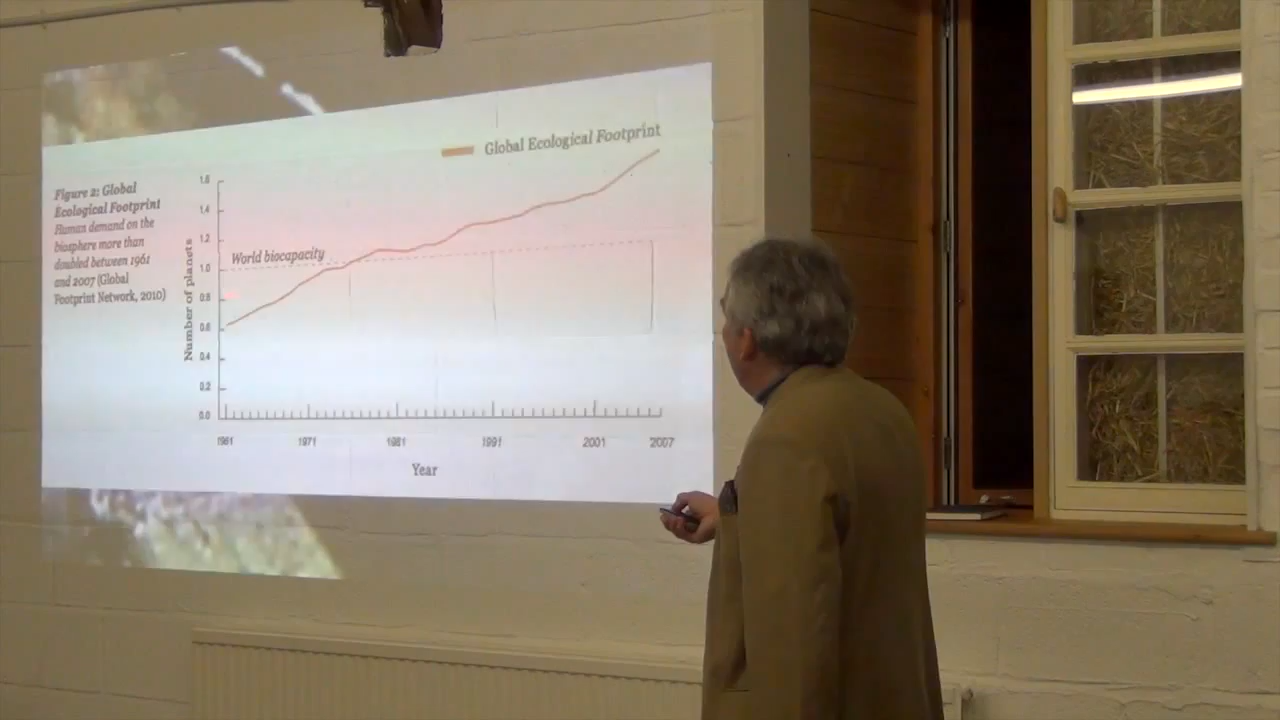 Global Ecological Footprint
Figure 2: Global
Ecological Footprint
Human demand on the
biosphere more than
doubled between 1961
and 2007 (Global
Footprint Network, 2010)
Number of planets
1.6
1.4
1.2
1.0
0.8
0.6
0.4
0.2
0.0
World biocapacity
1961
1971
1981
1991
2001
2007
Year